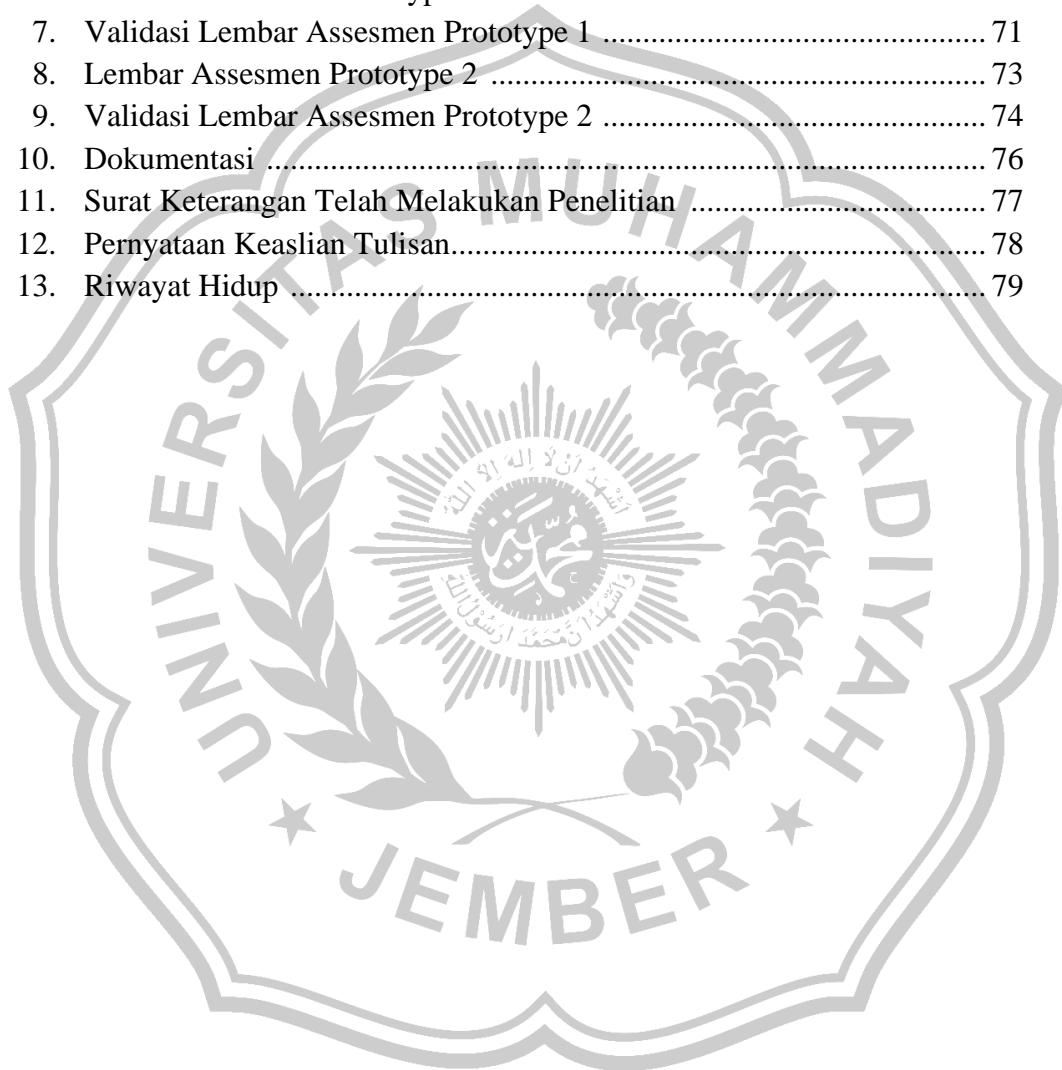 7. Validasi Lembar Assesmen Prototype 1 ............................................................ 71
8. Lembar Assesmen Prototype 2 .............................................................................. 73
9. Validasi Lembar Assesmen Prototype 2 ............................................................ 74
10. Dokumentasi ................................................................................................................. 76
11. Surat Keterangan Telah Melakukan Penelitian .............................................. 77
12. Pernyataan Keaslian Tulisan.................................................................................... 78
13. Riwayat Hidup .............................................................................................................. 79
UNIVERSITAS MUHAMMADIYAH
JEMBER